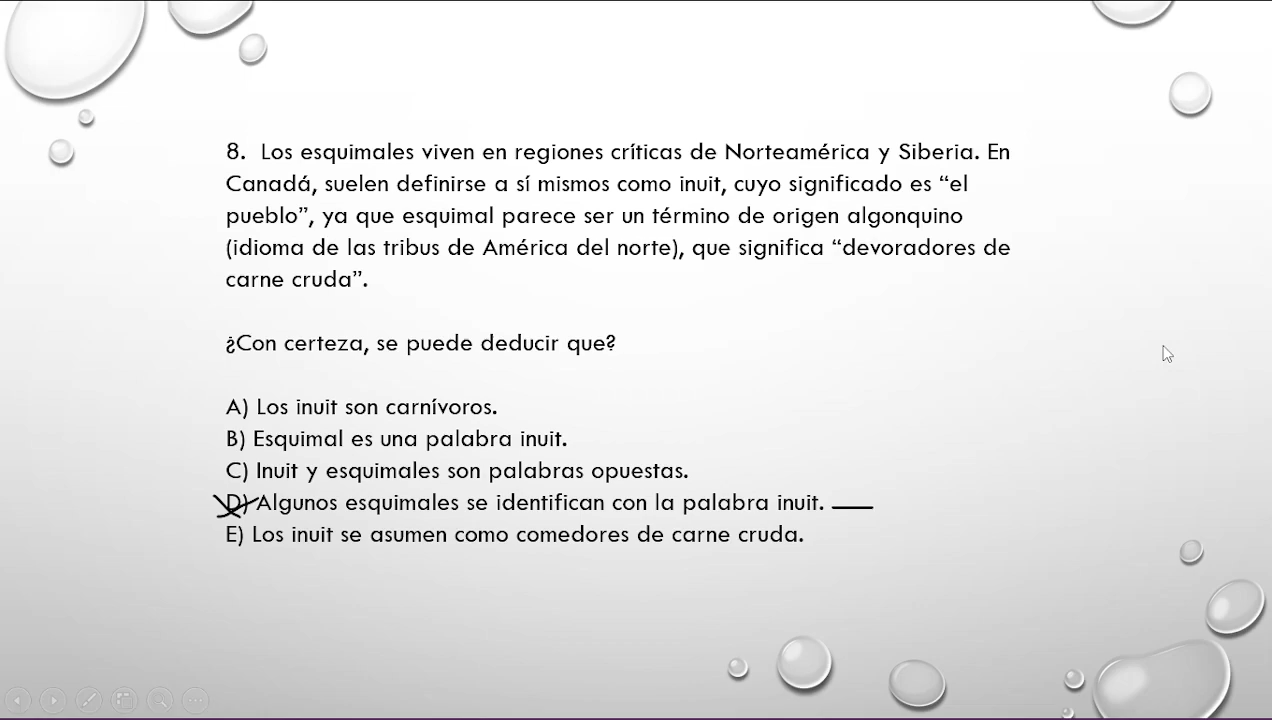 8. Los esquimales viven en regiones críticas de Norteamérica y Siberia. En
Canadá, suelen definirse a sí mismos como inuit, cuyo significado es “el
pueblo”, ya que esquimal parece ser un término de origen algonquino
(idioma de las tribus de América del norte), que significa “devoradores de
carne cruda”.
¿Con certeza, se puede deducir que?
A) Los inuit son carnívoros.
B) Esquimal es una palabra inuit.
C) Inuit y esquimales son palabras opuestas.
D) Algunos esquimales se identifican con la palabra inuit.
E) Los inuit se asumen como comedores de carne cruda.